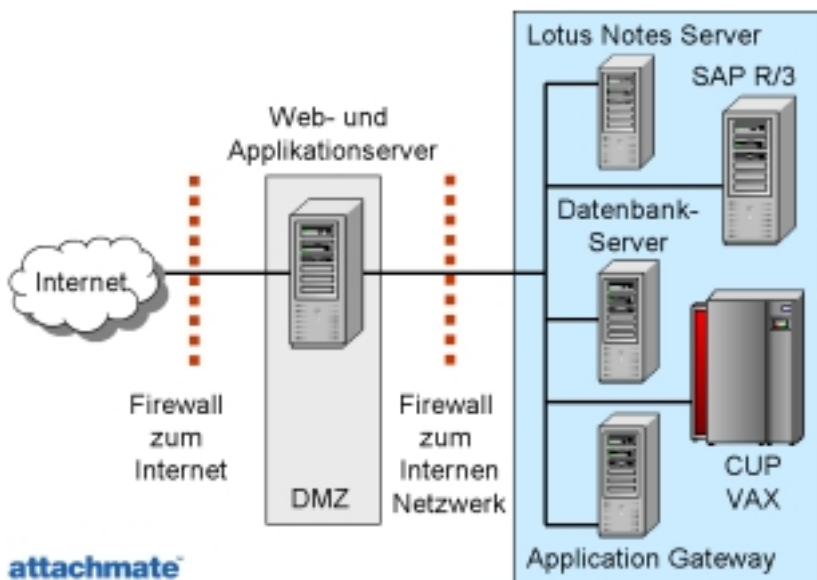 Lotus Notes Server
SAP R/3
Web- und
Applikationserver
Datenbank-
Server
Internet
Firewall
zum
Internet
DMZ
Firewall
zum
Internen
Netzwerk
CUP
VAX
Application Gateway
attachmate